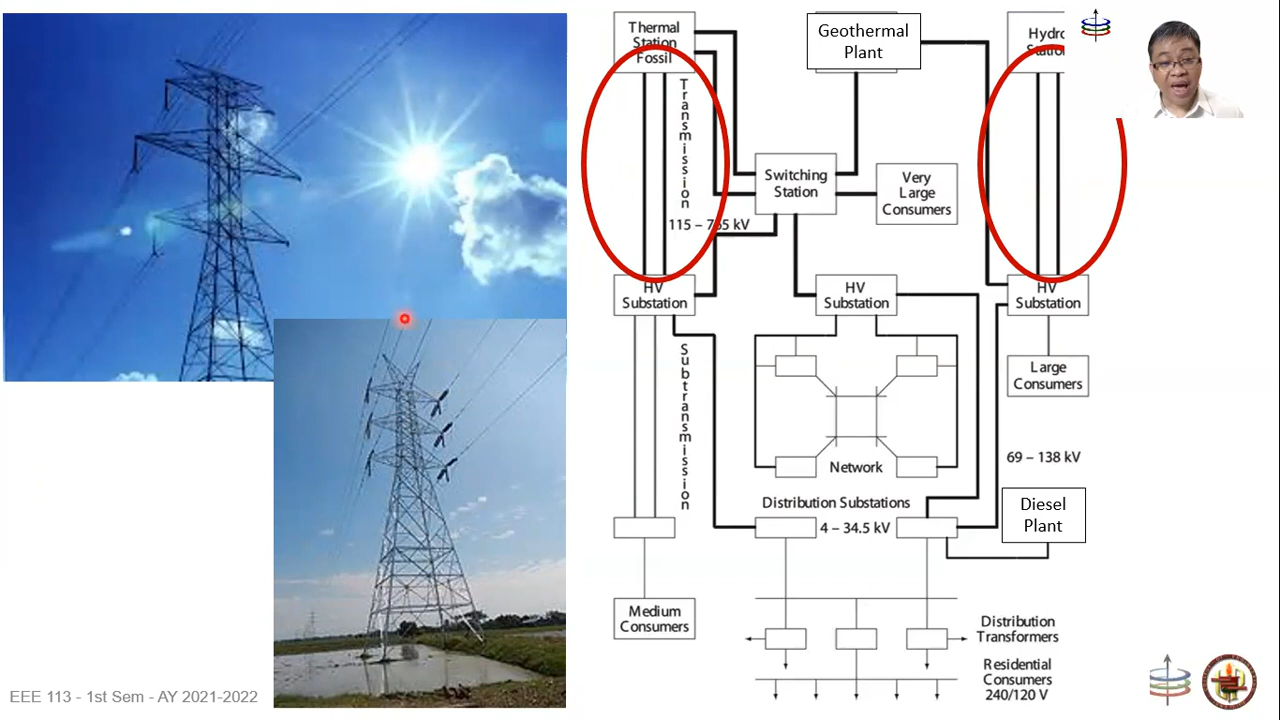 Thermal
Station
Fossil
Geothermal
Plant
Hydro
Station
Transmission
Switching
Station
Very
Large
Consumers
115 – 765 kV
HV
Substation
HV
Substation
HV
Substation
Subtransmission
Large
Consumers
69 – 138 kV
Network
Distribution Substations
4 – 34.5 kV
Diesel
Plant
Medium
Consumers
Distribution
Transformers
Residential
Consumers
240/120 V
EEE 113 - 1st Sem - AY 2021-2022